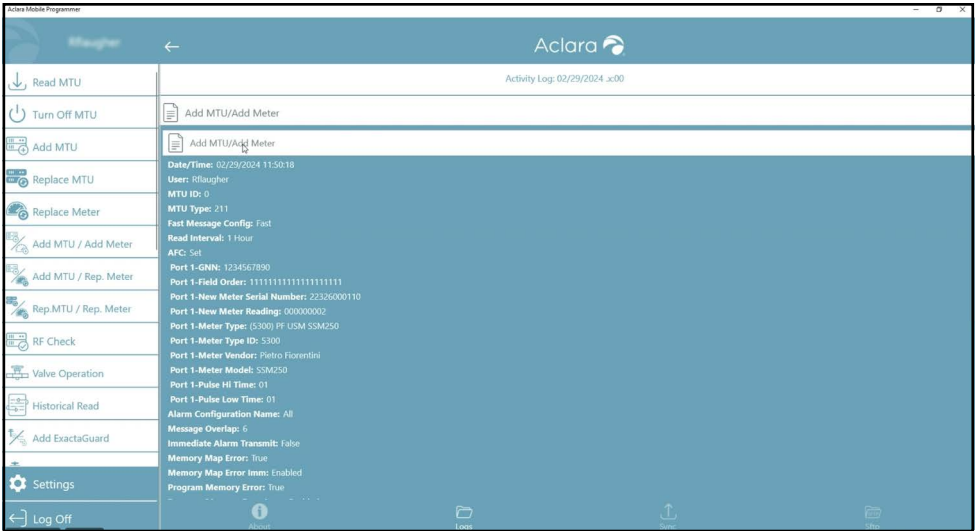 Aclara Mobile Programmer
Rflaugher
Aclara
Activity Log: 02/29/2024 .x:00
Read MTU
Turn Off MTU
Add MTU
Replace MTU
Replace Meter
Add MTU / Add Meter
Add MTU / Rep. Meter
Rep.MTU / Rep. Meter
RF Check
Valve Operation
Historical Read
Add ExactaGuard
Settings
Log Off
Add MTU/Add Meter
Add MTU/Add Meter
Date/Time: 02/29/2024 11:50:18
User: Rflaugher
MTU ID: 0
MTU Type: 211
Fast Message Config: Fast
Read Interval: 1 Hour
AFC: Set
Port 1-GNN: 1234567890
Port 1-Field Order: 11111111111111111111
Port 1-New Meter Serial Number: 22326000110
Port 1-New Meter Reading: 000000002
Port 1-Meter Type: (5300) PF USM SSM250
Port 1-Meter Type ID: 5300
Port 1-Meter Vendor: Pietro Fiorentini
Port 1-Meter Model: SSM250
Port 1-Pulse Hi Time: 01
Port 1-Pulse Low Time: 01
Alarm Configuration Name: All
Message Overlap: 6
Immediate Alarm Transmit: False
Memory Map Error: True
Memory Map Error Imm: Enabled
Program Memory Error: True
About
Logs
Sync
Sftp